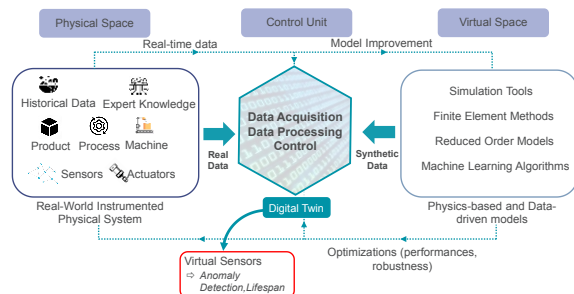 Physical Space
Control Unit
Virtual Space
Real-time data
Model Improvement
Historical Data
Expert Knowledge
Product
Process
Machine
Sensors
Actuators
Real-World Instrumented
Physical System
Real
Data
Data Acquisition
Data Processing
Control
Synthetic
Data
Simulation Tools
Finite Element Methods
Reduced Order Models
Machine Learning Algorithms
Physics-based and Data-
driven models
Digital Twin
Optimizations (performances,
robustness)
Virtual Sensors
⇨ Anomaly
Detection,Lifespan